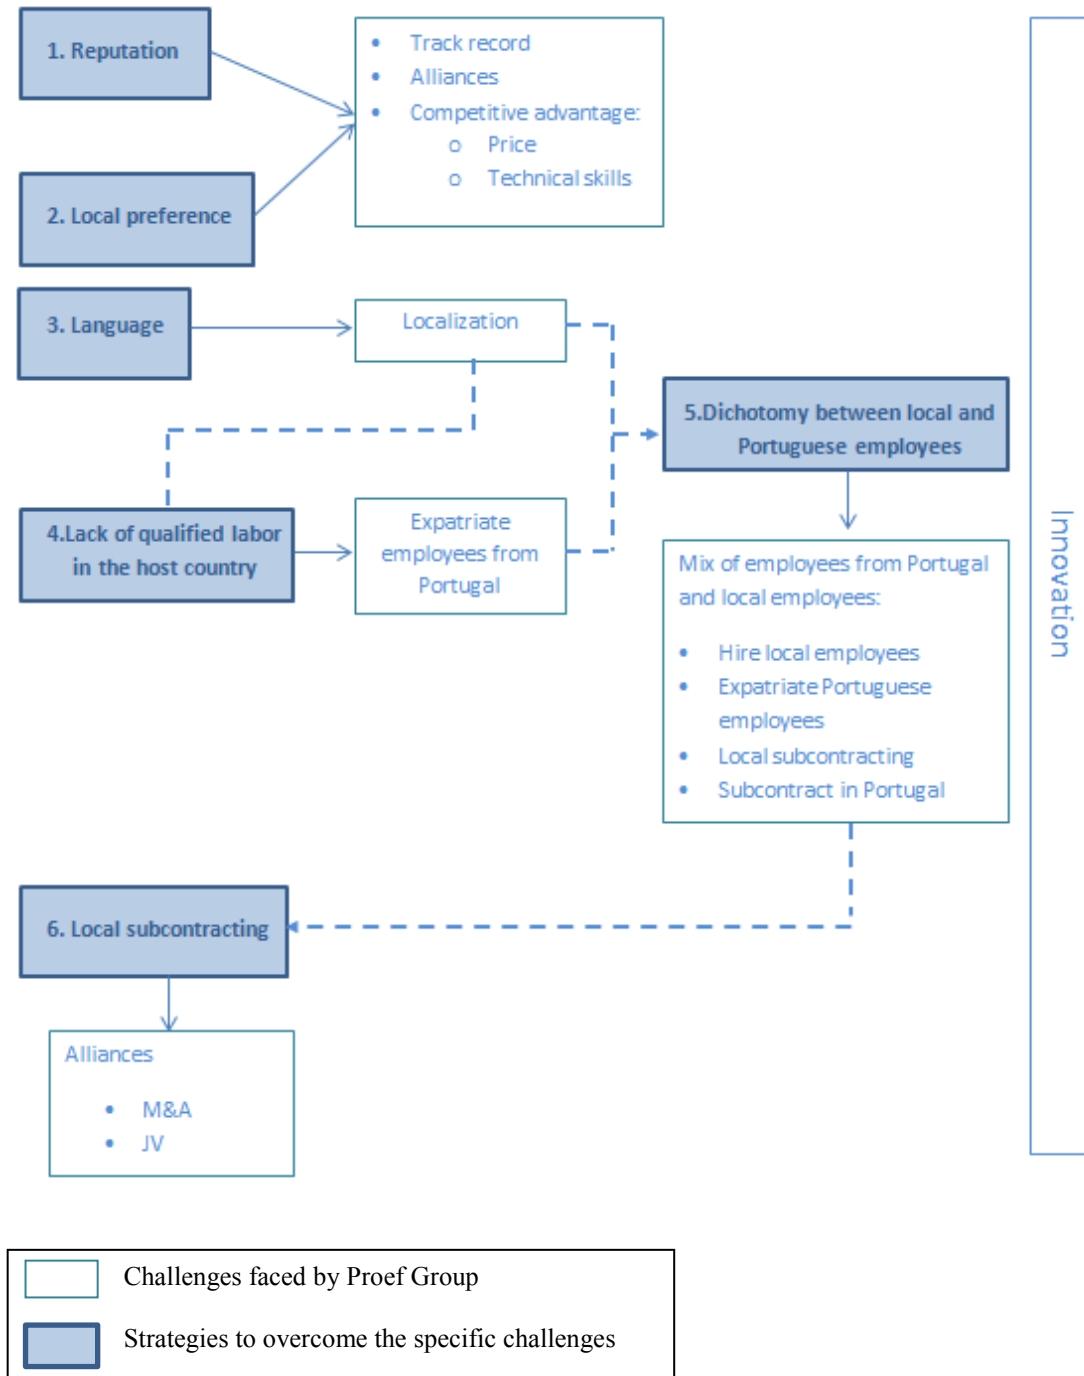 1. Reputation
• Track record
• Alliances
• Competitive advantage:
o Price
o Technical skills
2. Local preference
3. Language
Localization
5.Dichotomy between local and
Portuguese employees
4.Lack of qualified labor
in the host country
Expatriate
employees from
Portugal
Mix of employees from Portugal
and local employees:
• Hire local employees
• Expatriate Portuguese
employees
• Local subcontracting
• Subcontract in Portugal
Innovation
6. Local subcontracting
Alliances
• M&A
• JV
Challenges faced by Proef Group
Strategies to overcome the specific challenges